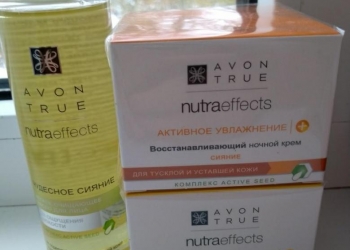 AVON
TRUE
nutraeffects
ЧУДЕСНОЕ СИЯНИЕ
AVON
TRUE
nutraeffects
АКТИВНОЕ УВЛАЖНЕНИЕ +
Восстанавливающий ночной крем
СИЯНИЕ
ДЛЯ ТУСКЛОЙ И УСТАВШЕЙ КОЖИ
КОМПЛЕКС ACTIVE SEED
AVON
TRUE
nutraeffects